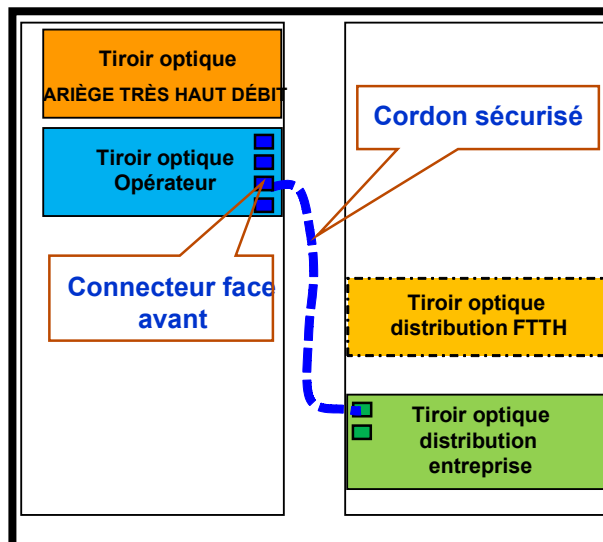 Tiroir optique
ARIÈGE TRÈS HAUT DÉBIT
Tiroir optique
Opérateur
Connecteur face
avant
Cordon sécurisé
Tiroir optique
distribution FTTH
Tiroir optique
distribution
entreprise